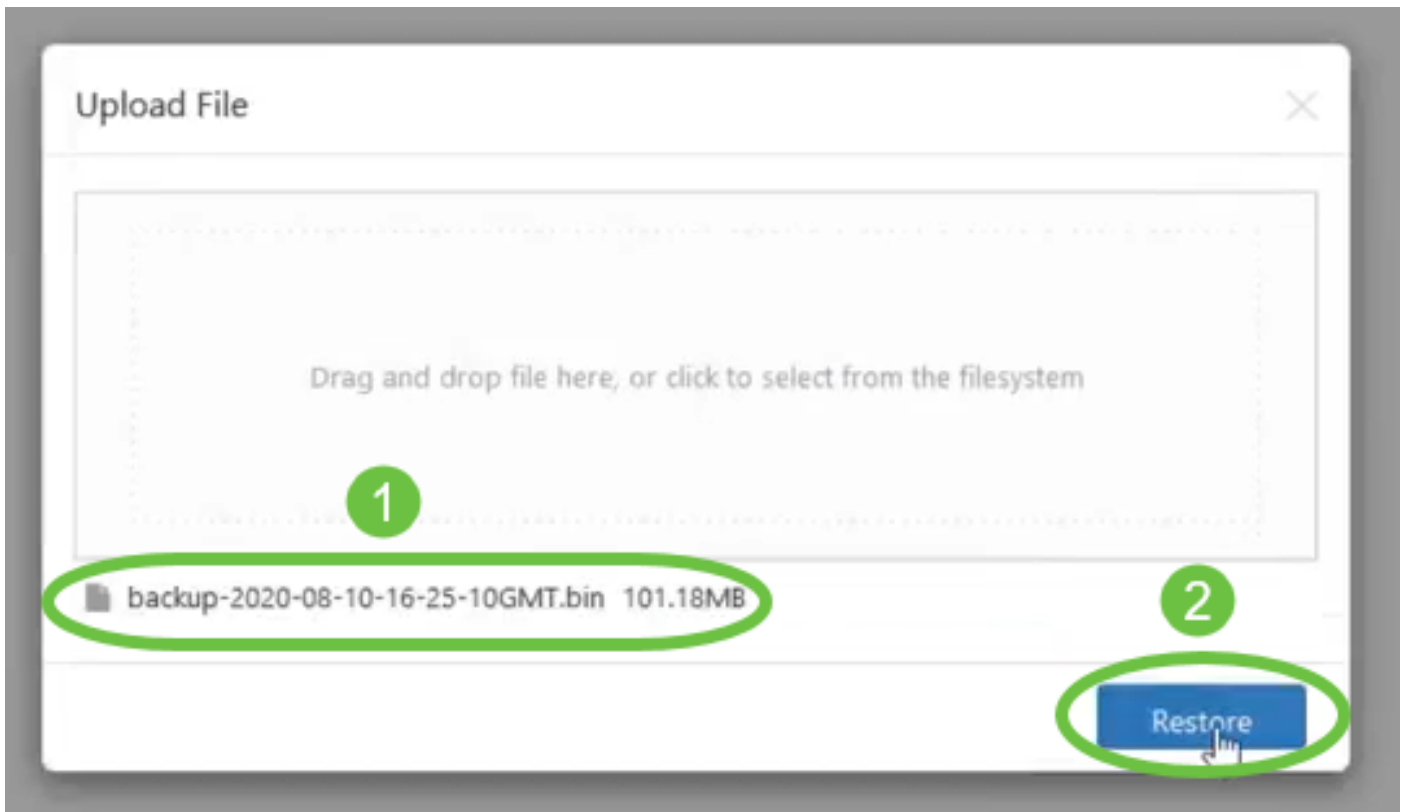 Upload File
Drag and drop file here, or click to select from the filesystem
1
backup-2020-08-10-16-25-10GMT.bin 101.18MB
2
Restore